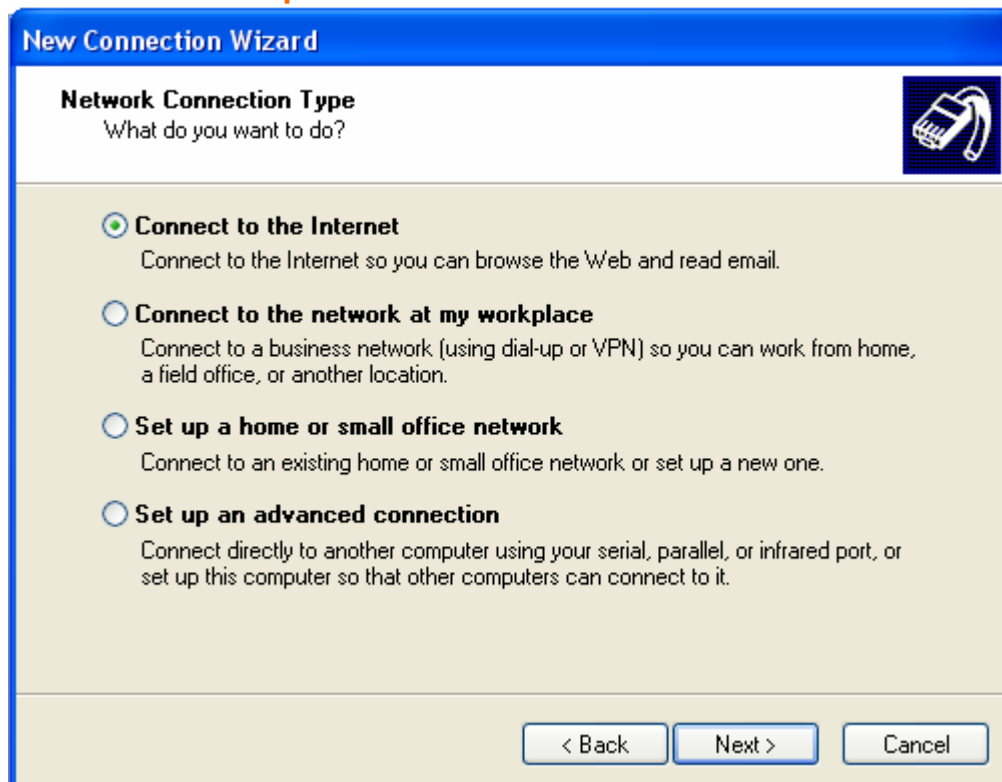 New Connection Wizard
Network Connection Type
What do you want to do?
Connect to the Internet
Connect to the Internet so you can browse the Web and read email.
Connect to the network at my workplace
Connect to a business network (using dial-up or VPN) so you can work from home,
a field office, or another location.
Set up a home or small office network
Connect to an existing home or small office network or set up a new one.
Set up an advanced connection
Connect directly to another computer using your serial, parallel, or infrared port, or
set up this computer so that other computers can connect to it.
< Back Next > Cancel